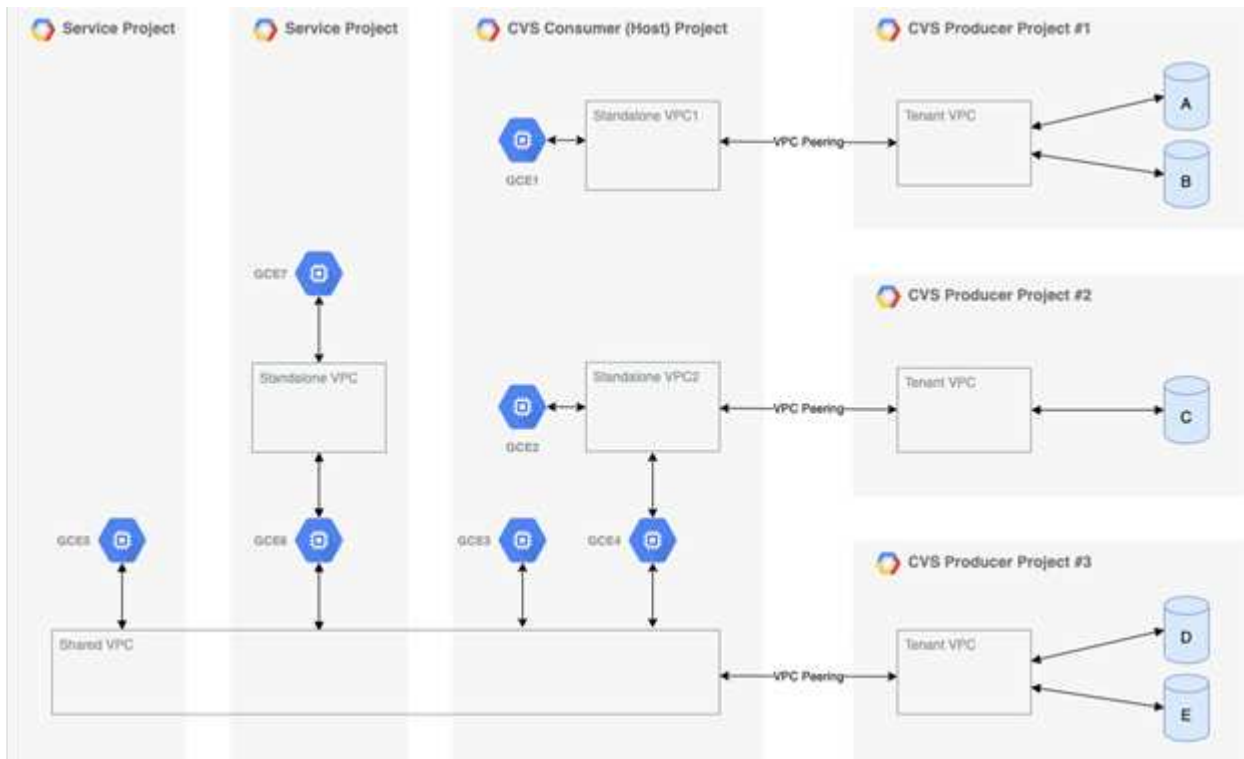 Service Project
Service Project
CVS Consumer (Host) Project
CVS Producer Project #1
Standalone VPC1
Tenant VPC
A
VPC Peering
GCE1
B
GCE7
CVS Producer Project #2
Standalone VPC
Standalone VPC2
Tenant VPC
VPC Peering
C
GCE2
GCE5
GCE6
GCE3
GCE4
CVS Producer Project #3
Shared VPC
Tenant VPC
D
VPC Peering
E